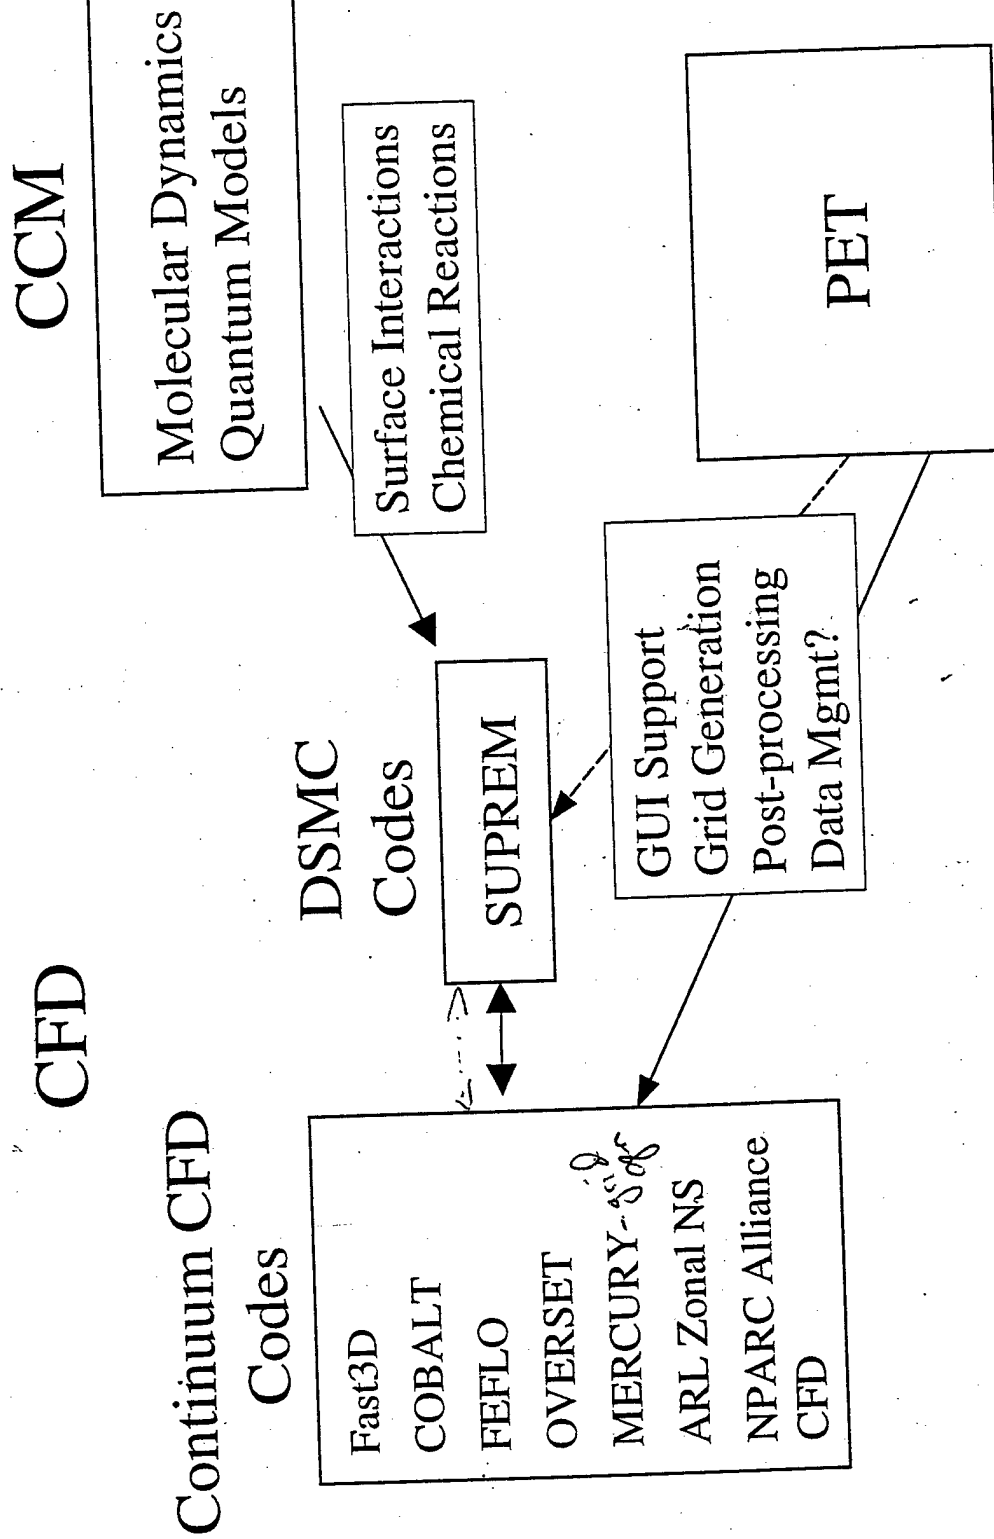 CFD
CCM
Continuum CFD
Codes
Fast3D
COBALT
FEFLO
OVERSET
MERCURY-
ARL Zonal NS
NPARC Alliance
CFD
DSMC
Codes
SUPREM
Molecular Dynamics
Quantum Models
Surface Interactions
Chemical Reactions
GUI Support
Grid Generation
Post-processing
Data Mgmt?
PET